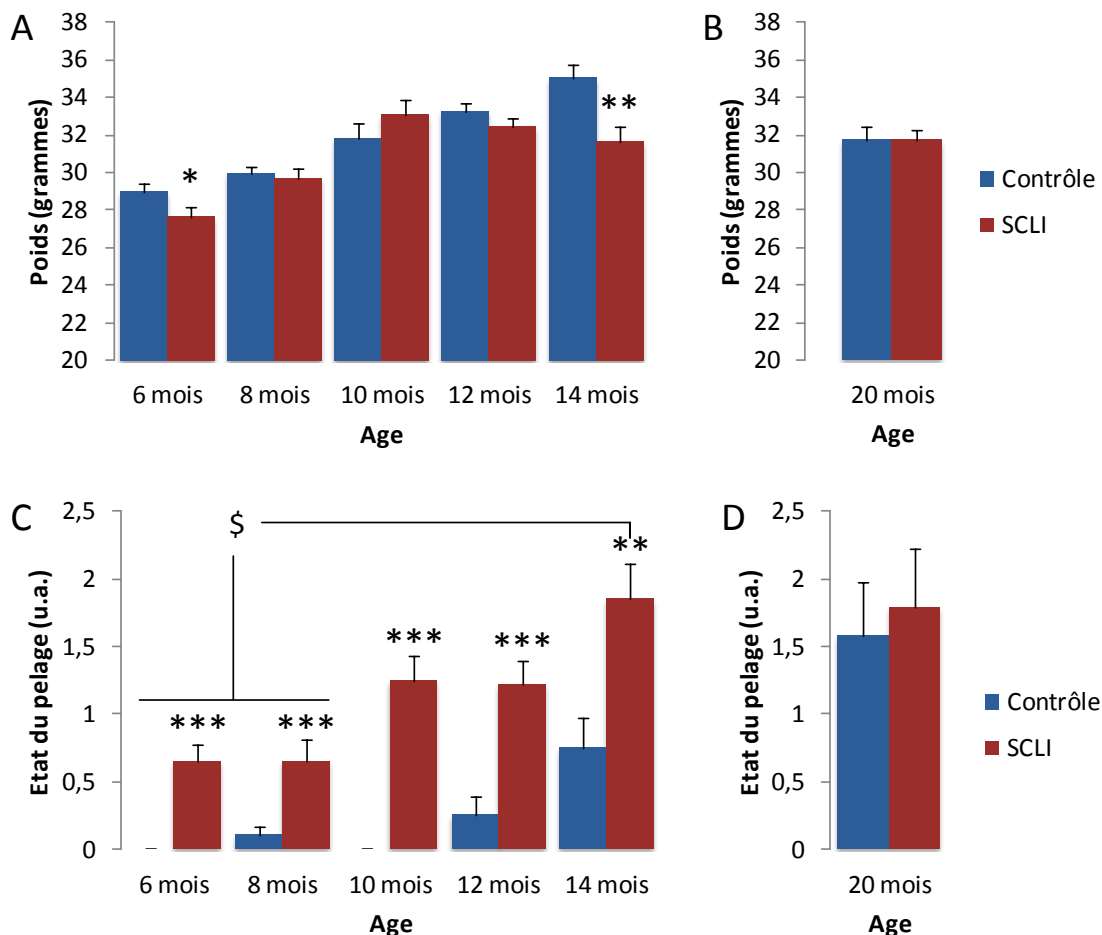 A
38
36
34
32
30
28
26
24
22
20
Poids (grammes)
*
**
6 mois 8 mois 10 mois 12 mois 14 mois
Age
B
38
36
34
32
30
28
26
24
22
20
Poids (grammes)
20 mois
Age
Contrôle
SCLI
C
2,5
2
1,5
1
0,5
0
Etat du pelage (u.a.)
$
*** *** *** *** **
6 mois 8 mois 10 mois 12 mois 14 mois
Age
D
2,5
2
1,5
1
0,5
0
Etat du pelage (u.a.)
20 mois
Age
Contrôle
SCLI